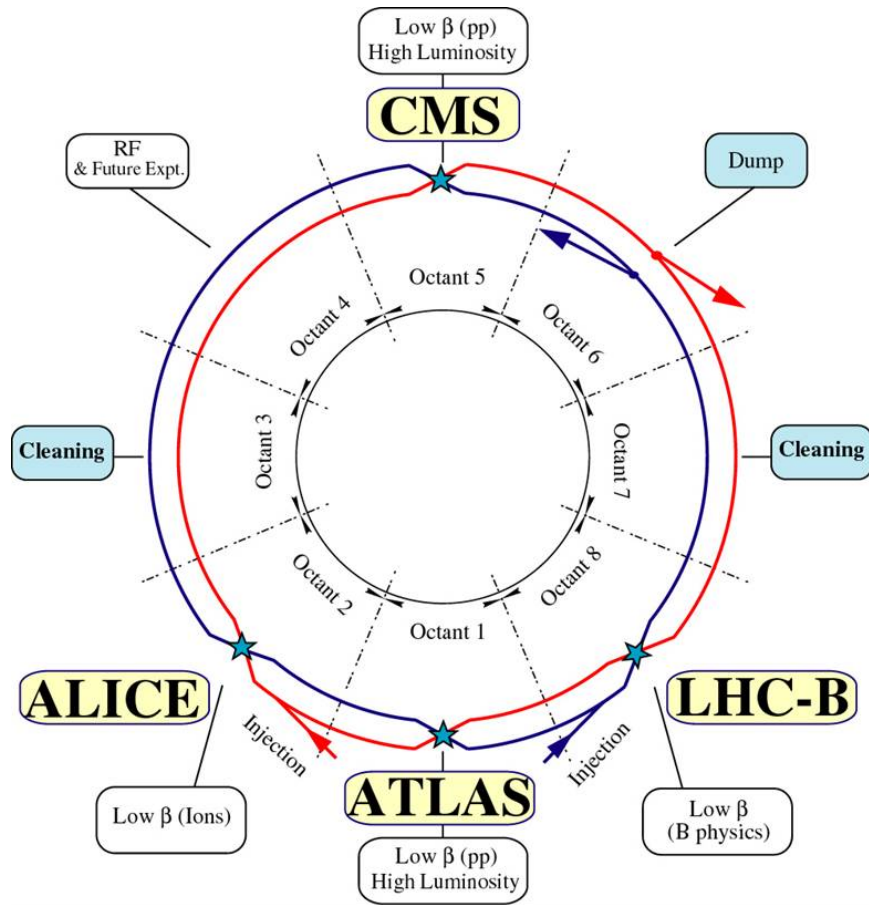 Low β (pp)
High Luminosity
CMS
RF
& Future Expt.
Dump
Octant 5
Octant 4
Octant 6
Cleaning
Octant 3
Octant 7
Cleaning
Octant 2
Octant 8
Octant 1
ALICE
LHC-B
Injection
Injection
ATLAS
Low β (Ions)
Low β
(B physics)
Low β (pp)
High Luminosity